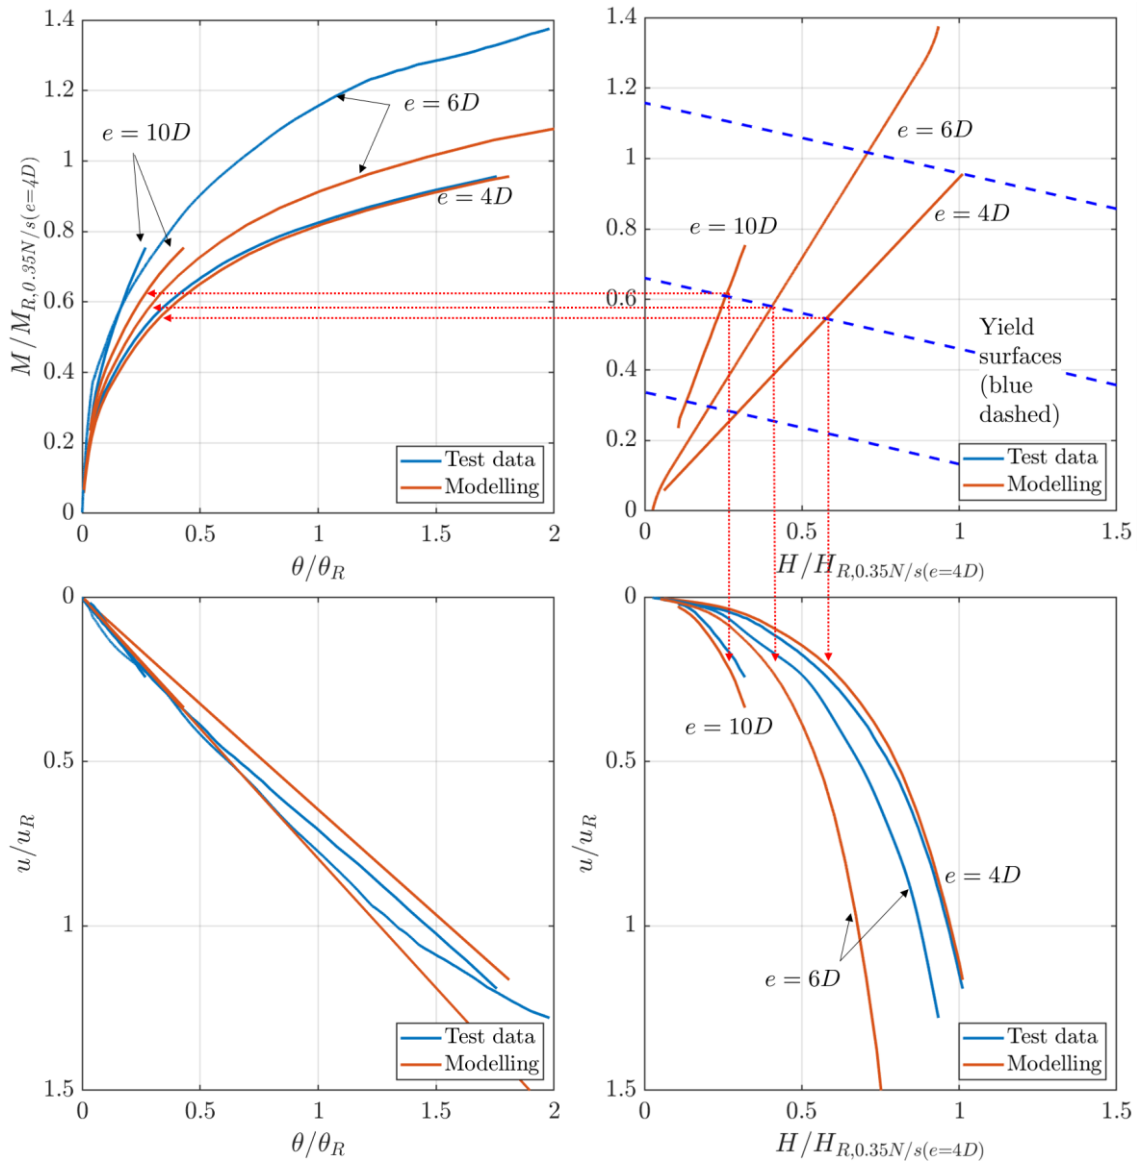 1.4
1.2
1
0.8
0.6
0.4
0.2
0
M/M_{R,0.35N/s(e=4D)}
e = 10D
e = 6D
e = 4D
Test data
Modelling
0
0.5
1
1.5
2
θ/θ_R
1.4
1.2
1
0.8
0.6
0.4
0.2
0
e = 6D
e = 4D
e = 10D
Yield
surfaces
(blue
dashed)
Test data
Modelling
0
0.5
1
1.5
H/H_{R,0.35N/s(e=4D)}
0
0.5
1
1.5
u/u_R
Test data
Modelling
0
0.5
1
1.5
2
θ/θ_R
0
0.5
1
1.5
u/u_R
e = 10D
e = 4D
e = 6D
Test data
Modelling
0
0.5
1
1.5
H/H_{R,0.35N/s(e=4D)}